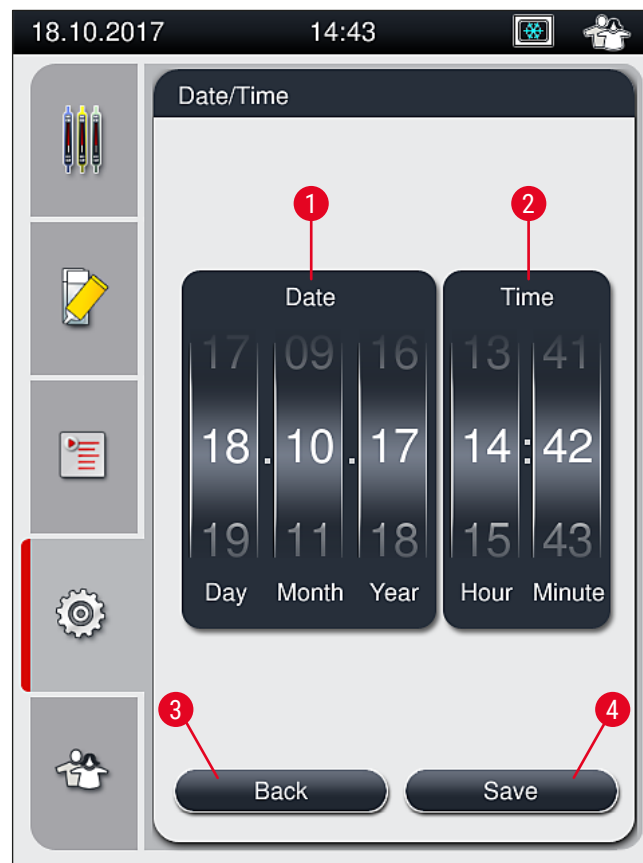 18.10.2017 14:43
Date/Time
1 2
Date Time
17 09 16 13 41
18 . 10 . 17 14 : 42
19 11 18 15 43
Day Month Year Hour Minute
3 4
Back Save